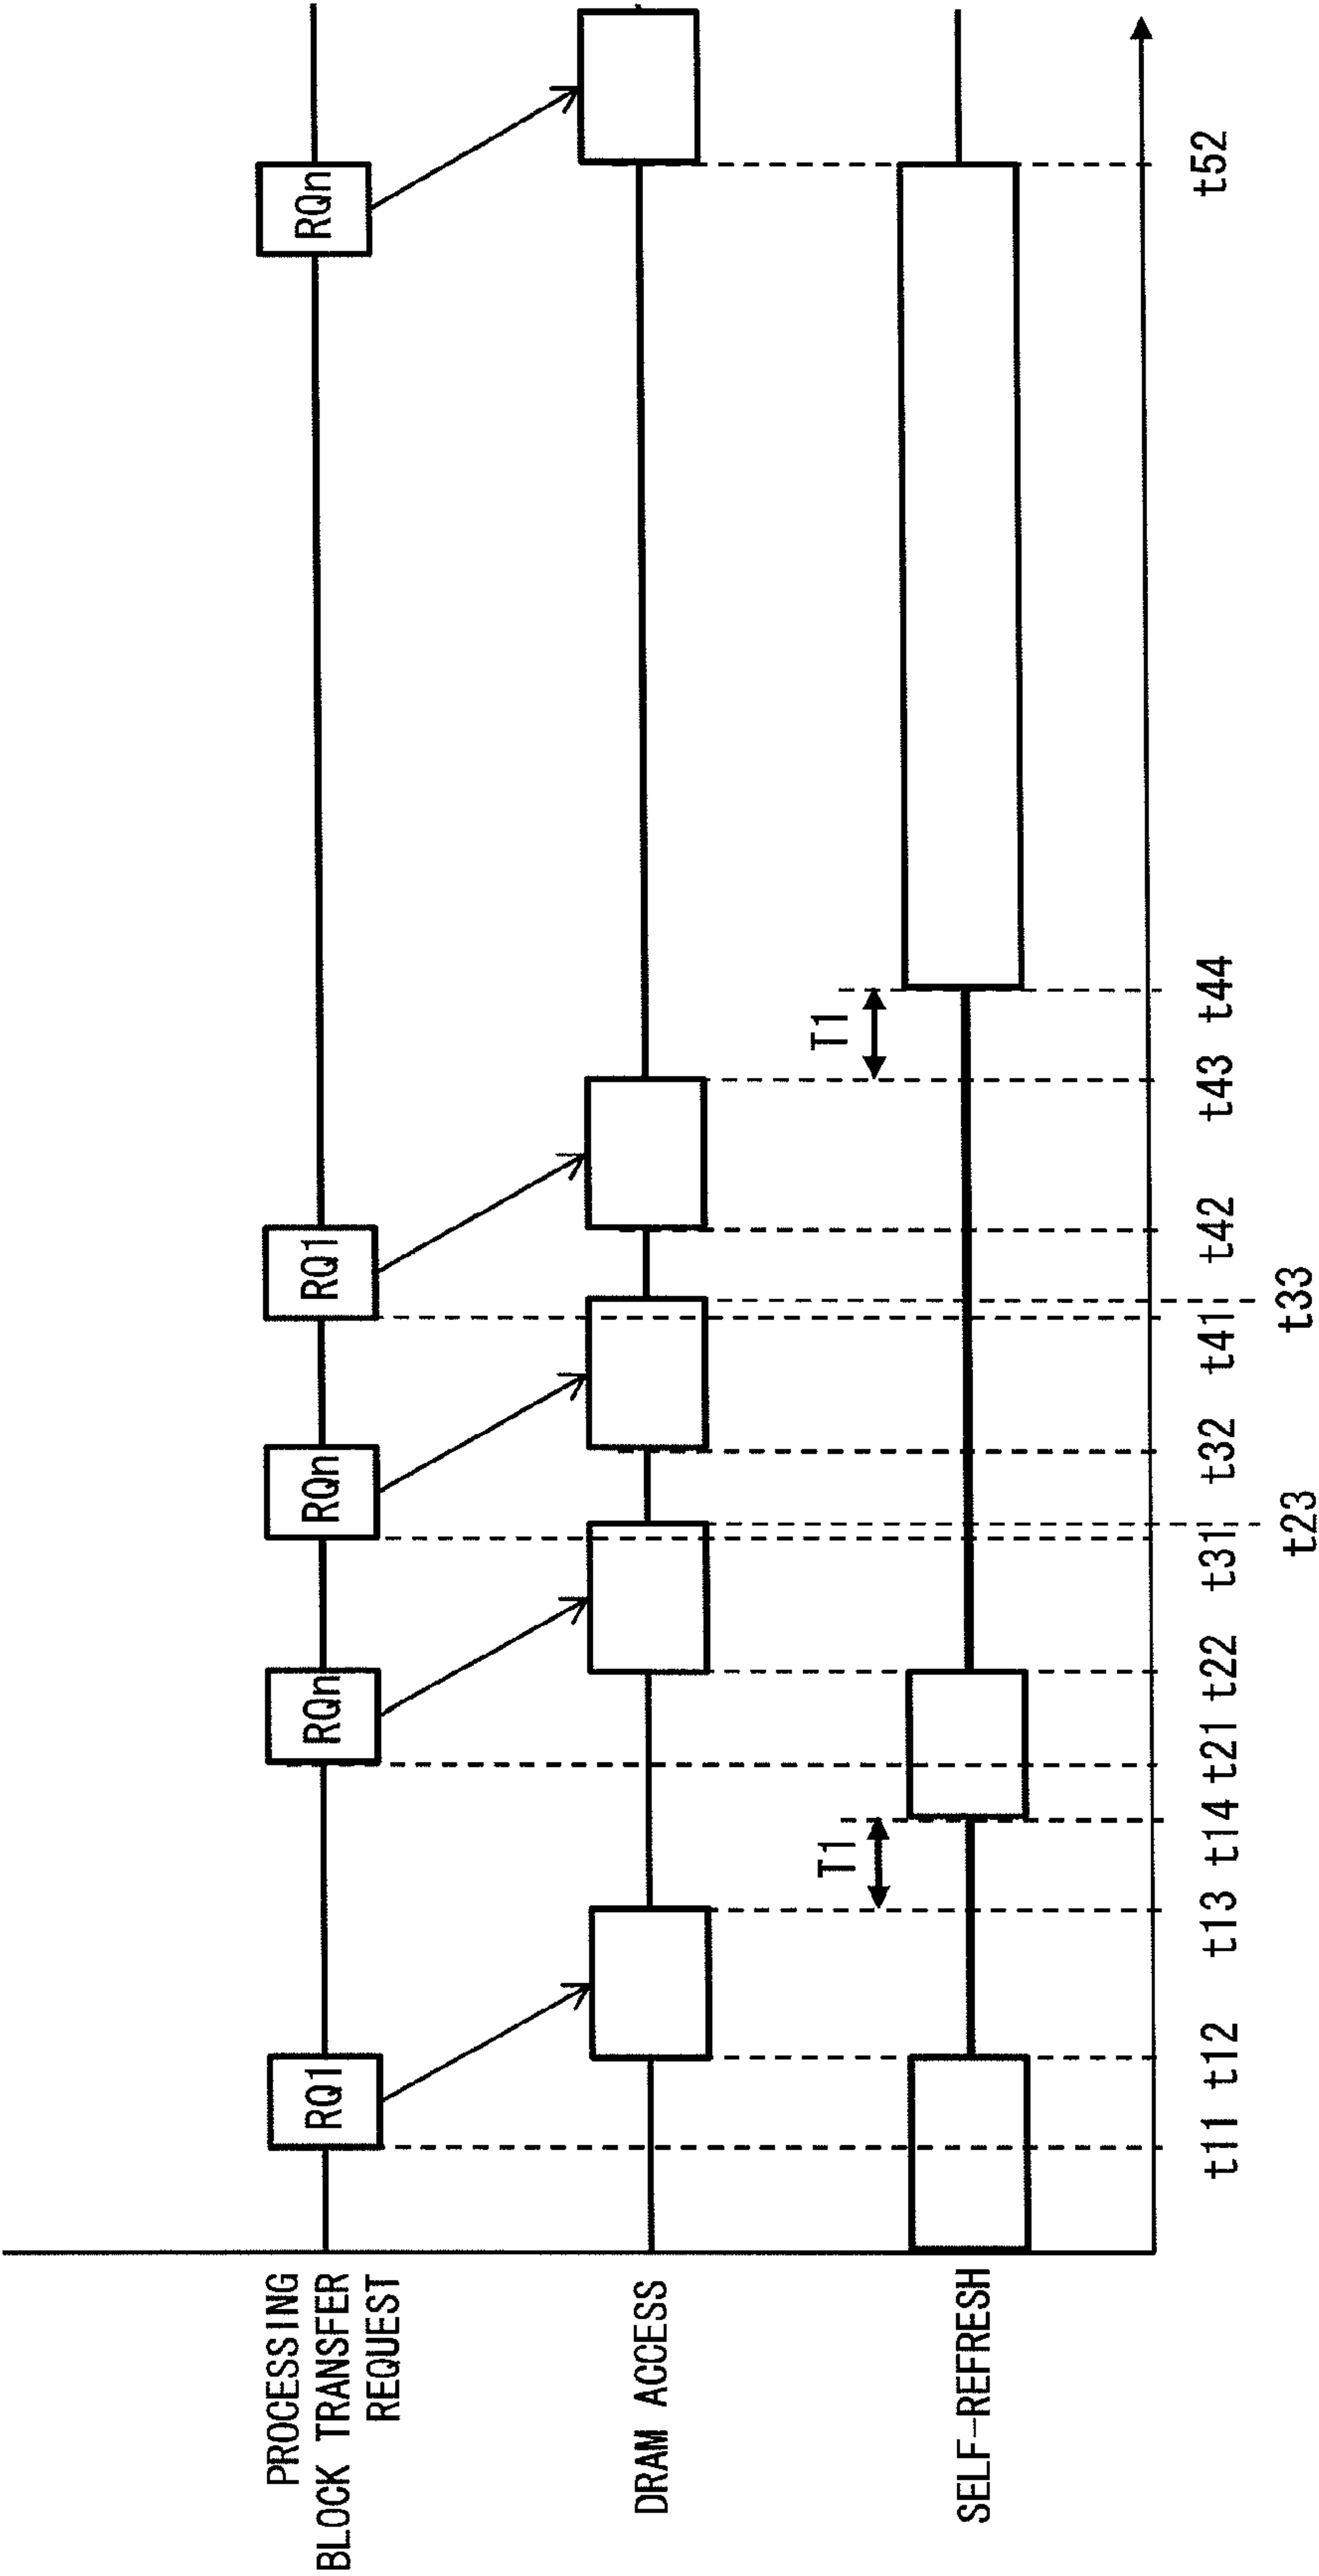 PROCESSING
BLOCK TRANSFER
REQUEST
RQ1
RQn
RQn
RQ1
RQn
DRAM ACCESS
T1
T1
SELF-REFRESH
t11
t12
t13
t14
t21
t22
t31
t32
t41
t42
t43
t44
t52
t23
t33